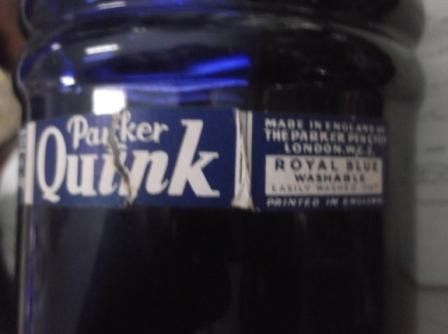 Parker
Quink
MADE IN ENGLAND BY
THE PARKER PEN COY
LONDON. W.C.2
ROYAL BLUE
WASHABLE
EASILY WASHED OUT
PRINTED IN ENGLAND